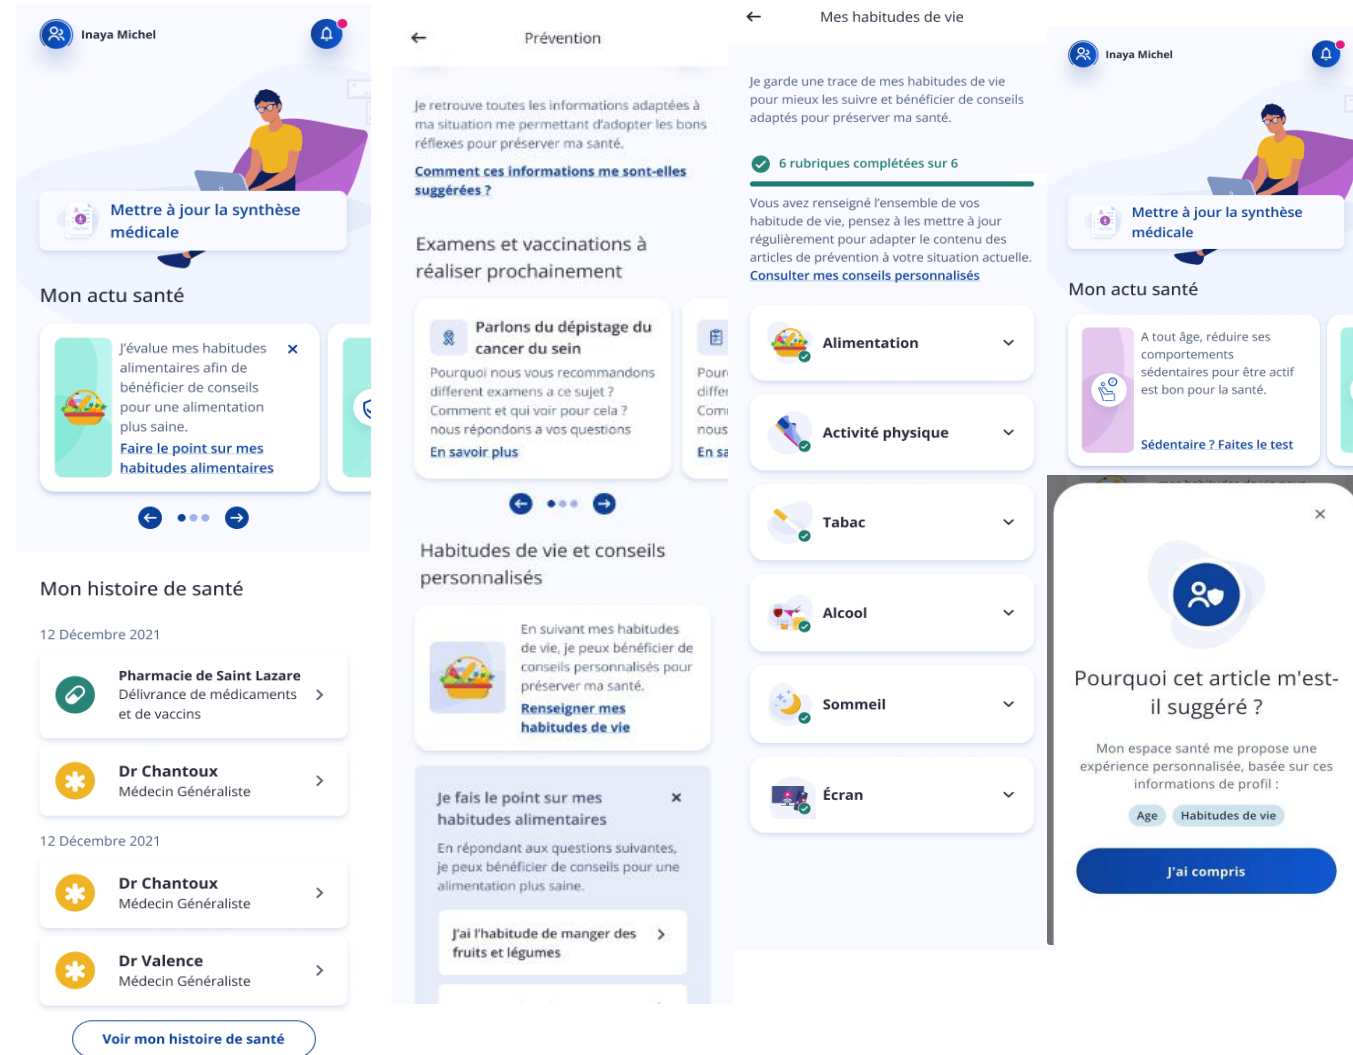 Inaya Michel
Mettre à jour la synthèse
médicale
Mon actu santé
J'évalue mes habitudes
alimentaires afin de
bénéficier de conseils
pour une alimentation
plus saine.
Faire le point sur mes
habitudes alimentaires
Mon histoire de santé
12 Décembre 2021
Pharmacie de Saint Lazare
Délivrance de médicaments
et de vaccins
Dr Chantoux
Médecin Généraliste
12 Décembre 2021
Dr Chantoux
Médecin Généraliste
Dr Valence
Médecin Généraliste
Voir mon histoire de santé
Prévention
Je retrouve toutes les informations adaptées à
ma situation me permettant d'adopter les bons
réflexes pour préserver ma santé.
Comment ces informations me sont-elles
suggérées ?
Examens et vaccinations à
réaliser prochainement
Parlons du dépistage du
cancer du sein
Pourquoi nous vous recommandons
different examens a ce sujet ?
Comment et qui voir pour cela ?
nous répondons a vos questions
En savoir plus
Habitudes de vie et conseils
personnalisés
En suivant mes habitudes
de vie, je peux bénéficier de
conseils personnalisés pour
préserver ma santé.
Renseigner mes
habitudes de vie
Je fais le point sur mes
habitudes alimentaires
En répondant aux questions suivantes,
je peux bénéficier de conseils pour une
alimentation plus saine.
J'ai l'habitude de manger des
fruits et légumes
Mes habitudes de vie
Je garde une trace de mes habitudes de vie
pour mieux les suivre et bénéficier de conseils
adaptés pour préserver ma santé.
6 rubriques complétées sur 6
Vous avez renseigné l'ensemble de vos
habitude de vie, pensez à les mettre à jour
régulièrement pour adapter le contenu des
articles de prévention à votre situation actuelle.
Consulter mes conseils personnalisés
Alimentation
Activité physique
Tabac
Alcool
Sommeil
Écran
Inaya Michel
Mettre à jour la synthèse
médicale
Mon actu santé
A tout âge, réduire ses
comportements
sédentaires pour être actif
est bon pour la santé.
Sédentaire ? Faites le test
Pourquoi cet article m'est-
il suggéré ?
Mon espace santé me propose une
expérience personnalisée, basée sur ces
informations de profil :
Age Habitudes de vie
J'ai compris